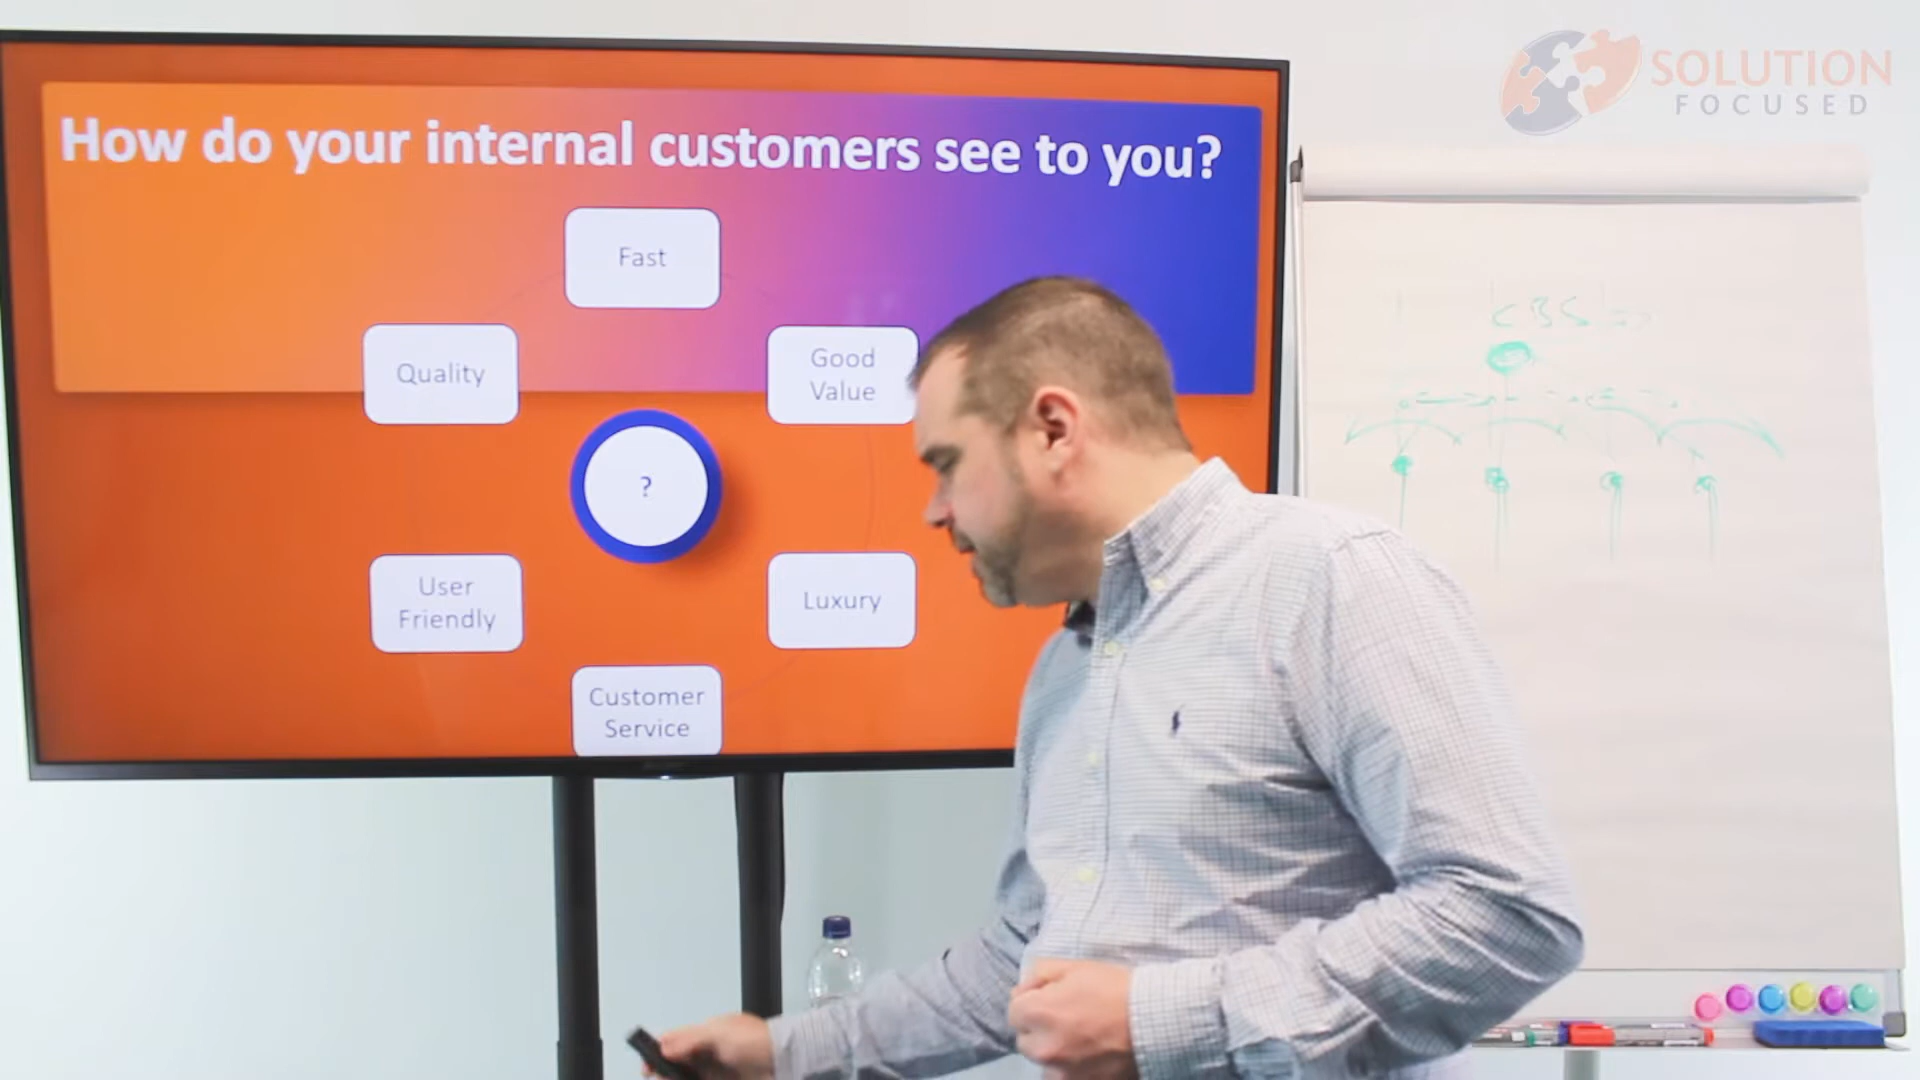 How do your internal customers see to you?
Fast
Quality
Good
Value
?
User
Friendly
Luxury
Customer
Service
SOLUTION
FOCUSED
CBS